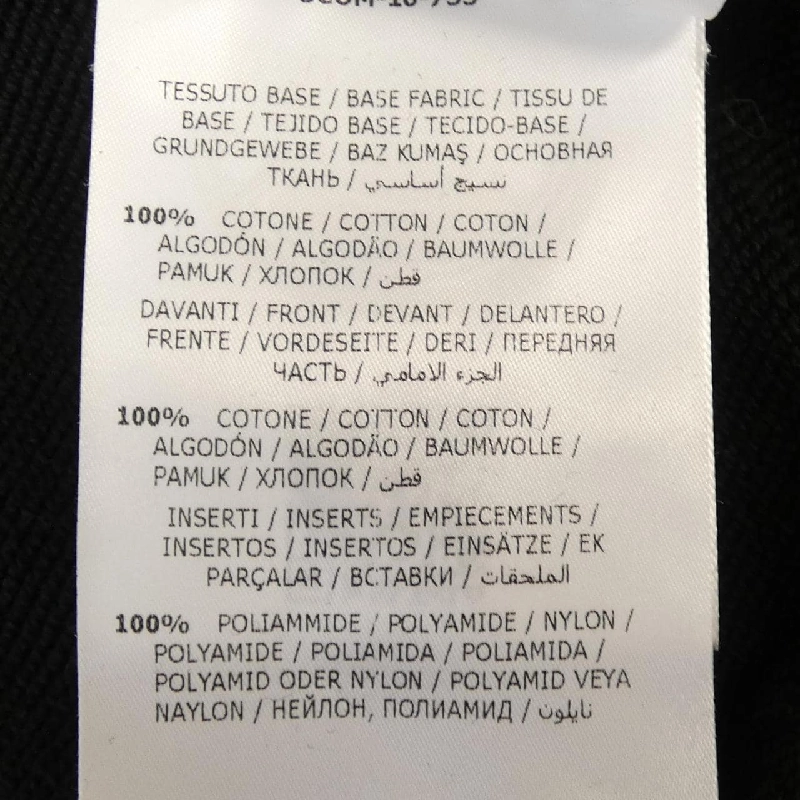 TESSUTO BASE / BASE FABRIC / TISSU DE
BASE / TEJIDO BASE / TECIDO-BASE /
GRUNDGEWEBE / BAZ KUMAŞ / ОСНОВНАЯ
ТКАНЬ / نسيج أساسي
100% COTONE / COTTON / COTON /
ALGODÓN / ALGODÃO / BAUMWOLLE /
PAMUK / ХЛОПОК / قطن
DAVANTI / FRONT / DEVANT / DELANTERO /
FRENTE / VORDESEITE / DERI / ПЕРЕДНЯЯ
ЧАСТЬ / الجزء الامامي
100% COTONE / COTTON / COTON /
ALGODÓN / ALGODÃO / BAUMWOLLE /
PAMUK / ХЛОПОК / قطن
INSERTI / INSERTS / EMPIECEMENTS /
INSERTOS / INSERTOS / EINSÄTZE / EK
PARÇALAR / ВСТАВКИ / الملحقات
100% POLIAMMIDE / POLYAMIDE / NYLON /
POLYAMIDE / POLIAMIDA / POLIAMIDA /
POLYAMID ODER NYLON / POLYAMID VEYA
NAYLON / НЕЙЛОН, ПОЛИАМИД / نايلون